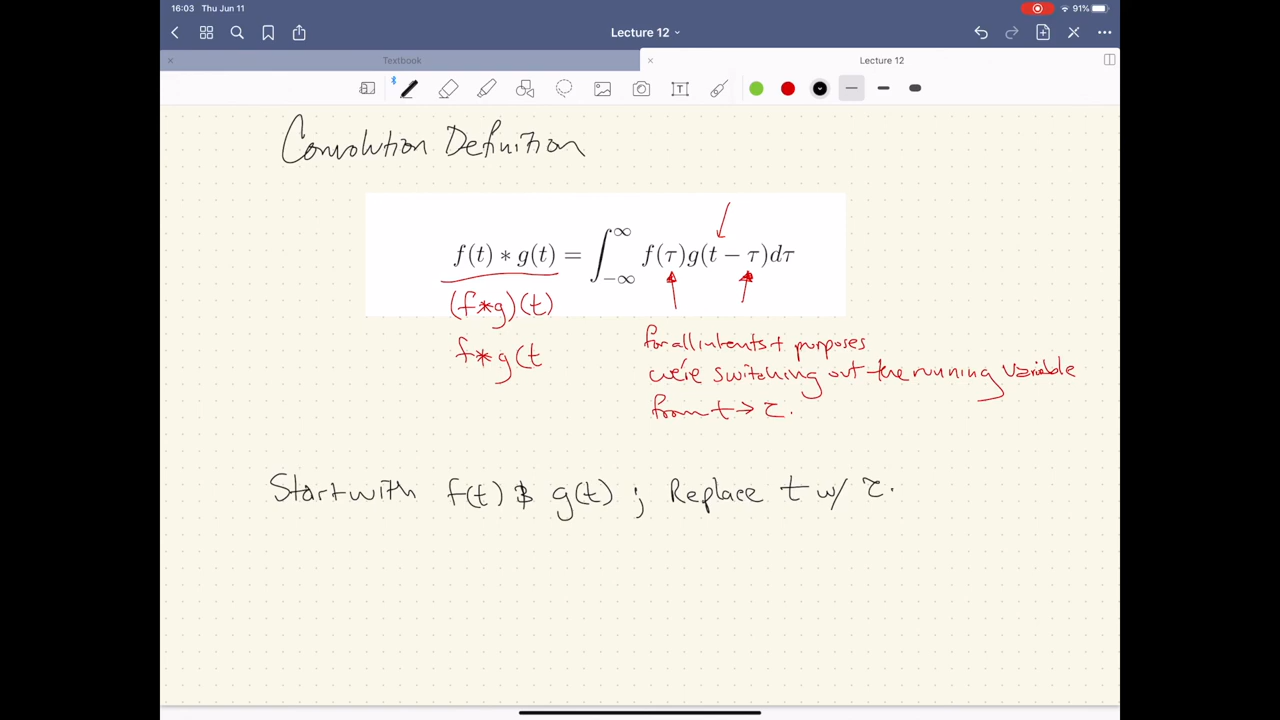 16:03 Thu Jun 11
91%
Lecture 12
Textbook
Lecture 12
T
Convolution Definition
f(t) ∗ g(t) = ∫_{-∞}^{∞} f(τ)g(t − τ)dτ
(f*g)(t)
f*g(t
for all intents + purposes
we're switching out the running variable
from t → τ.
Start with f(t) & g(t) ; Replace t w/ τ.